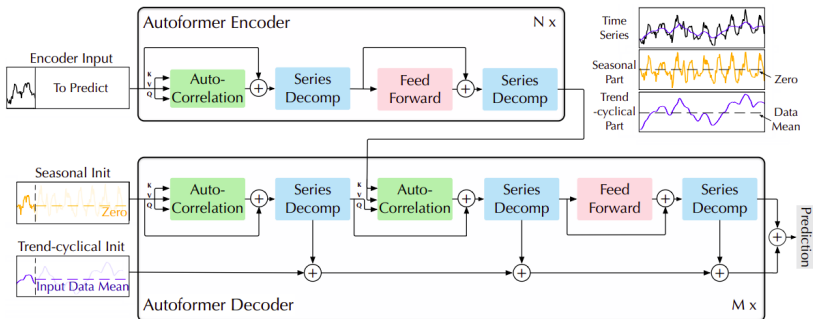 Autoformer Encoder
N x
Encoder Input
To Predict
K
V
Q
Auto-
Correlation
Series
Decomp
Feed
Forward
Series
Decomp
Time
Series
Seasonal
Part
Zero
Trend
-cyclical
Part
Data
Mean
Seasonal Init
Zero
K
V
Q
Auto-
Correlation
Series
Decomp
K
V
Q
Auto-
Correlation
Series
Decomp
Feed
Forward
Series
Decomp
Prediction
Trend-cyclical Init
Input Data Mean
Autoformer Decoder
M x